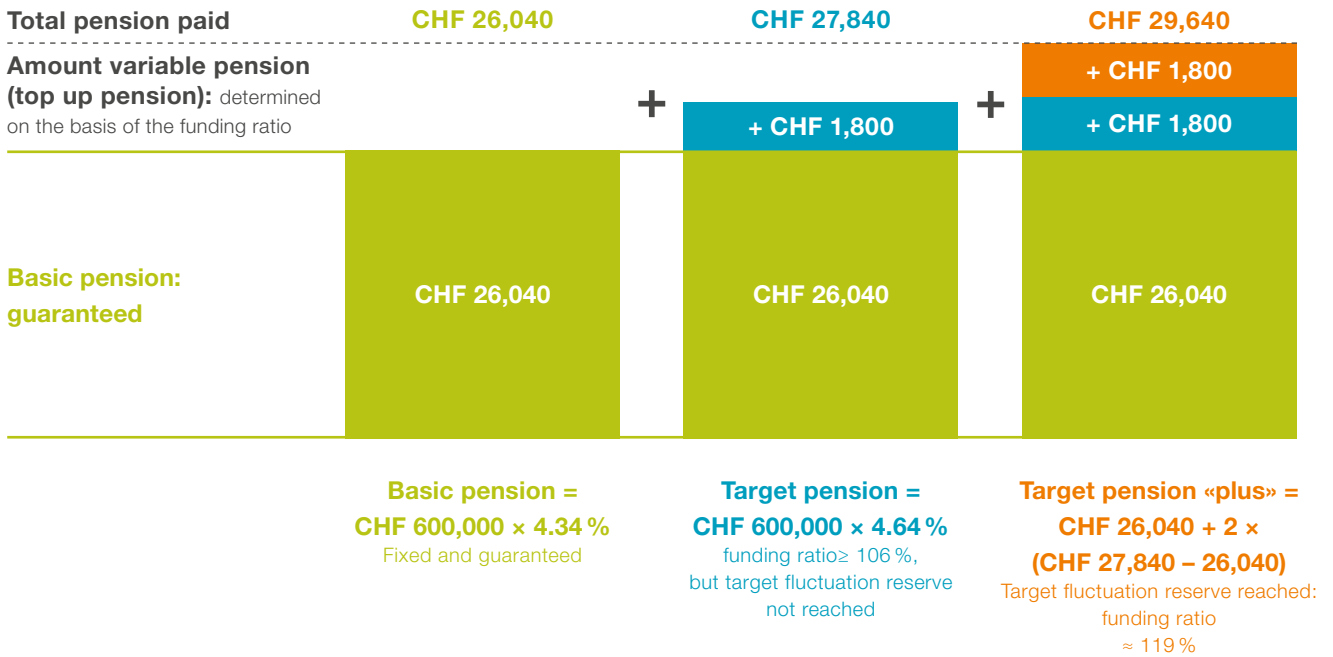 Total pension paid
CHF 26,040
CHF 27,840
CHF 29,640
Amount variable pension
(top up pension): determined
on the basis of the funding ratio
+
+ CHF 1,800
+
+ CHF 1,800
+ CHF 1,800
Basic pension:
guaranteed
CHF 26,040
CHF 26,040
CHF 26,040
Basic pension =
CHF 600,000 × 4.34 %
Fixed and guaranteed
Target pension =
CHF 600,000 × 4.64 %
funding ratio≥ 106 %,
but target fluctuation reserve
not reached
Target pension «plus» =
CHF 26,040 + 2 ×
(CHF 27,840 – 26,040)
Target fluctuation reserve reached:
funding ratio
≈ 119 %